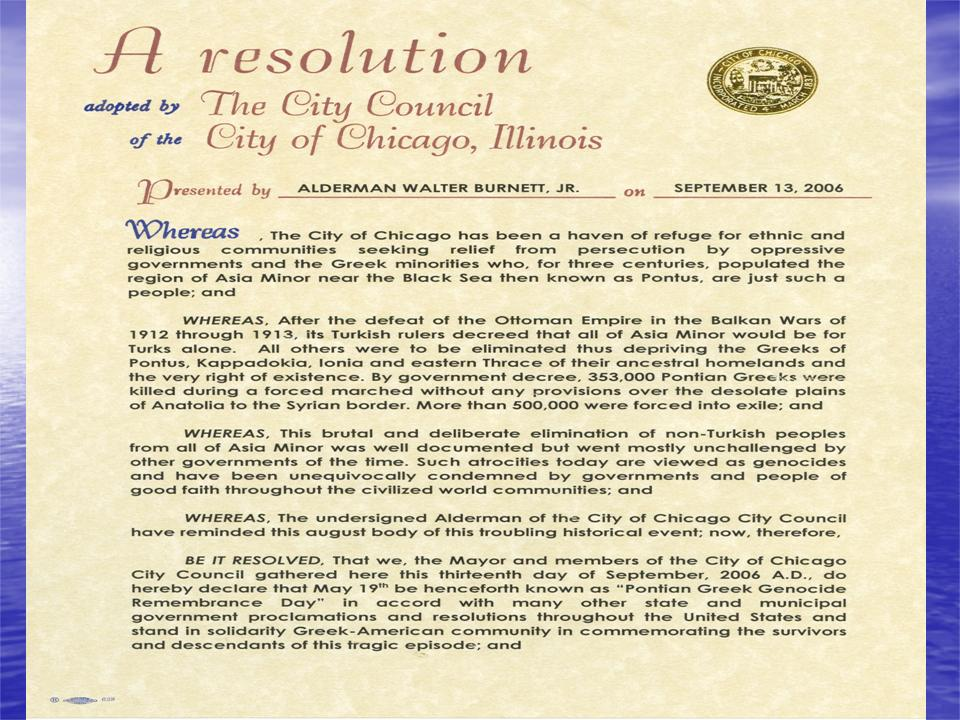 A resolution
CITY OF CHICAGO
INCORPORATED 4 MARCH 1837
adopted by The City Council
of the City of Chicago, Illinois
Presented by ALDERMAN WALTER BURNETT, JR. on SEPTEMBER 13, 2006
Whereas , The City of Chicago has been a haven of refuge for ethnic and
religious communities seeking relief from persecution by oppressive
governments and the Greek minorities who, for three centuries, populated the
region of Asia Minor near the Black Sea then known as Pontus, are just such a
people; and
WHEREAS, After the defeat of the Ottoman Empire in the Balkan Wars of
1912 through 1913, its Turkish rulers decreed that all of Asia Minor would be for
Turks alone. All others were to be eliminated thus depriving the Greeks of
Pontus, Kappadokia, Ionia and eastern Thrace of their ancestral homelands and
the very right of existence. By government decree, 353,000 Pontian Greeks were
killed during a forced marched without any provisions over the desolate plains
of Anatolia to the Syrian border. More than 500,000 were forced into exile; and
WHEREAS, This brutal and deliberate elimination of non-Turkish peoples
from all of Asia Minor was well documented but went mostly unchallenged by
other governments of the time. Such atrocities today are viewed as genocides
and have been unequivocally condemned by governments and people of
good faith throughout the civilized world communities; and
WHEREAS, The undersigned Alderman of the City of Chicago City Council
have reminded this august body of this troubling historical event; now, therefore,
BE IT RESOLVED, That we, the Mayor and members of the City of Chicago
City Council gathered here this thirteenth day of September, 2006 A.D., do
hereby declare that May 19th be henceforth known as “Pontian Greek Genocide
Remembrance Day” in accord with many other state and municipal
government proclamations and resolutions throughout the United States and
stand in solidarity Greek-American community in commemorating the survivors
and descendants of this tragic episode; and